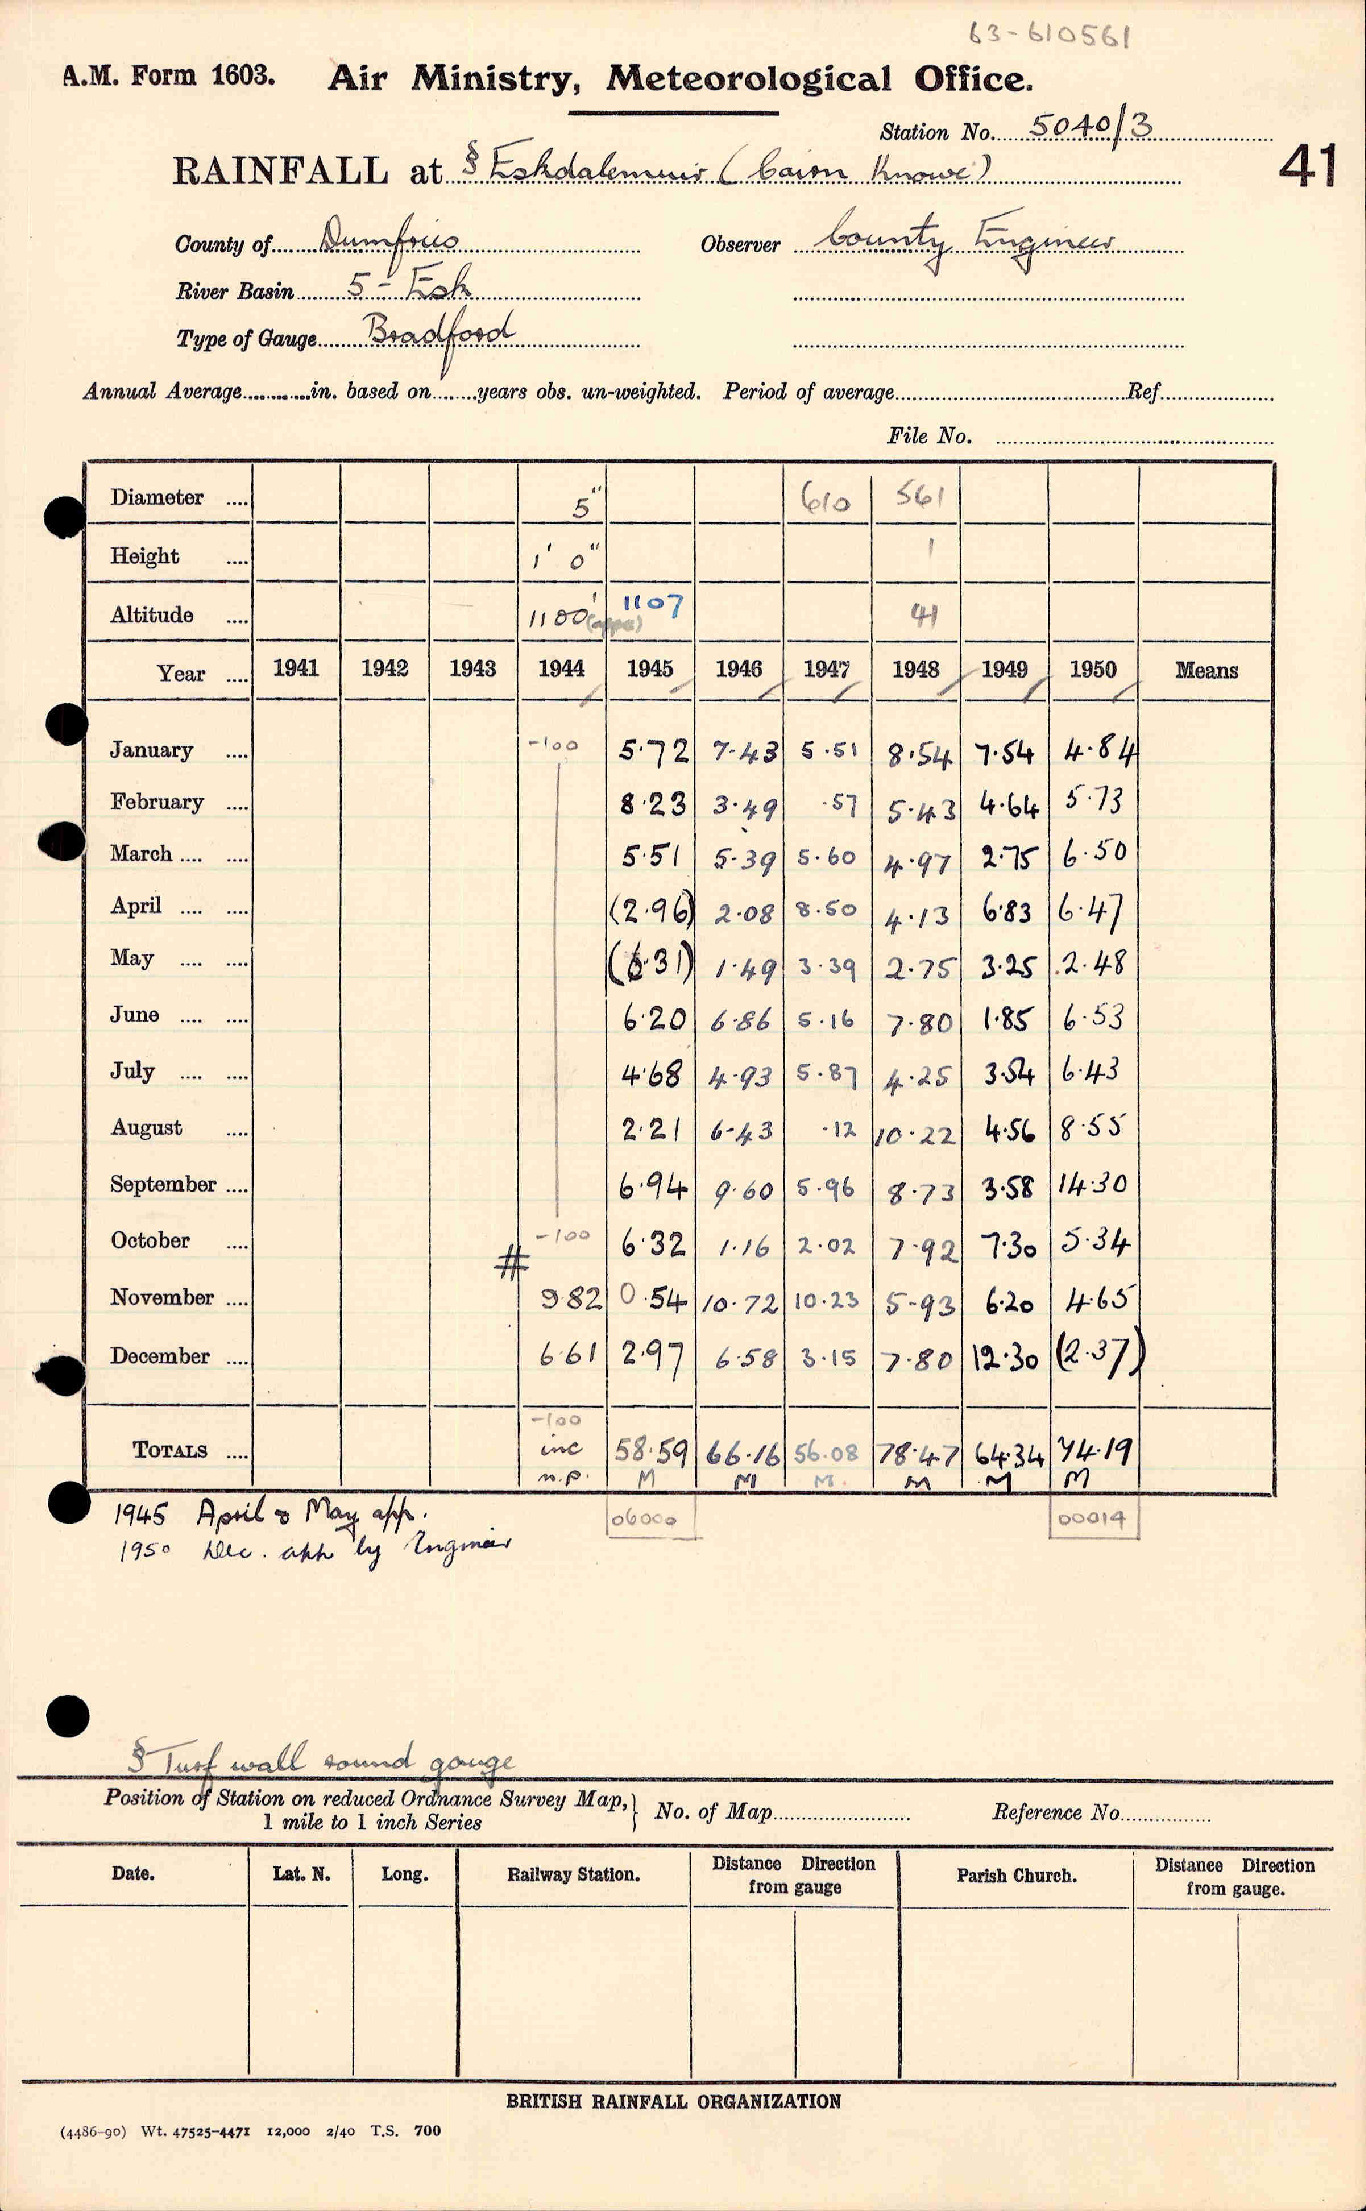 63-610561
A.M. Form 1603. Air Ministry, Meteorological Office.
Station No. 5040/3
41
RAINFALL at § Eskdalemuir (Cairn Knowe)
County of Dumfries Observer County Engineer
River Basin 5 - Esk
Type of Gauge Bradford
Annual Average in. based on years obs. un-weighted. Period of average Ref.
File No.
Diameter 5" 610 561
Height 1' 0" 1
Altitude 1100' (appx) 1107 41
Year 1941 1942 1943 1944 1945 1946 1947 1948 1949 1950 Means
January -100 5.72 7.43 5.51 8.54 7.54 4.84
February 8.23 3.49 .57 5.43 4.64 5.73
March 5.51 5.39 5.60 4.97 2.75 6.50
April (2.96) 2.08 8.50 4.13 6.83 6.47
May (6.31) 1.49 3.39 2.75 3.25 2.48
June 6.20 6.86 5.16 7.80 1.85 6.53
July 4.68 4.93 5.87 4.25 3.54 6.43
August 2.21 6.43 .12 10.22 4.56 8.55
September 6.94 9.60 5.96 8.73 3.58 14.30
October -100 6.32 1.16 2.02 7.92 7.30 5.34
#
November 9.82 0.54 10.72 10.23 5.93 6.20 4.65
December 6.61 2.97 6.58 3.15 7.80 12.30 (2.37)
-100
TOTALS inc 58.59 66.16 56.08 78.47 64.34 74.19
n.p. M M M. M M M
1945 April & May app. 06000 00014
1950 Dec. app by Engineer
§ Turf wall round gauge
Position of Station on reduced Ordnance Survey Map, } No. of Map Reference No.
1 mile to 1 inch Series
Date. Lat. N. Long. Railway Station. Distance Direction from gauge Parish Church. Distance Direction from gauge.
BRITISH RAINFALL ORGANIZATION
(4486-90) Wt. 47525-4471 12,000 2/40 T.S. 700